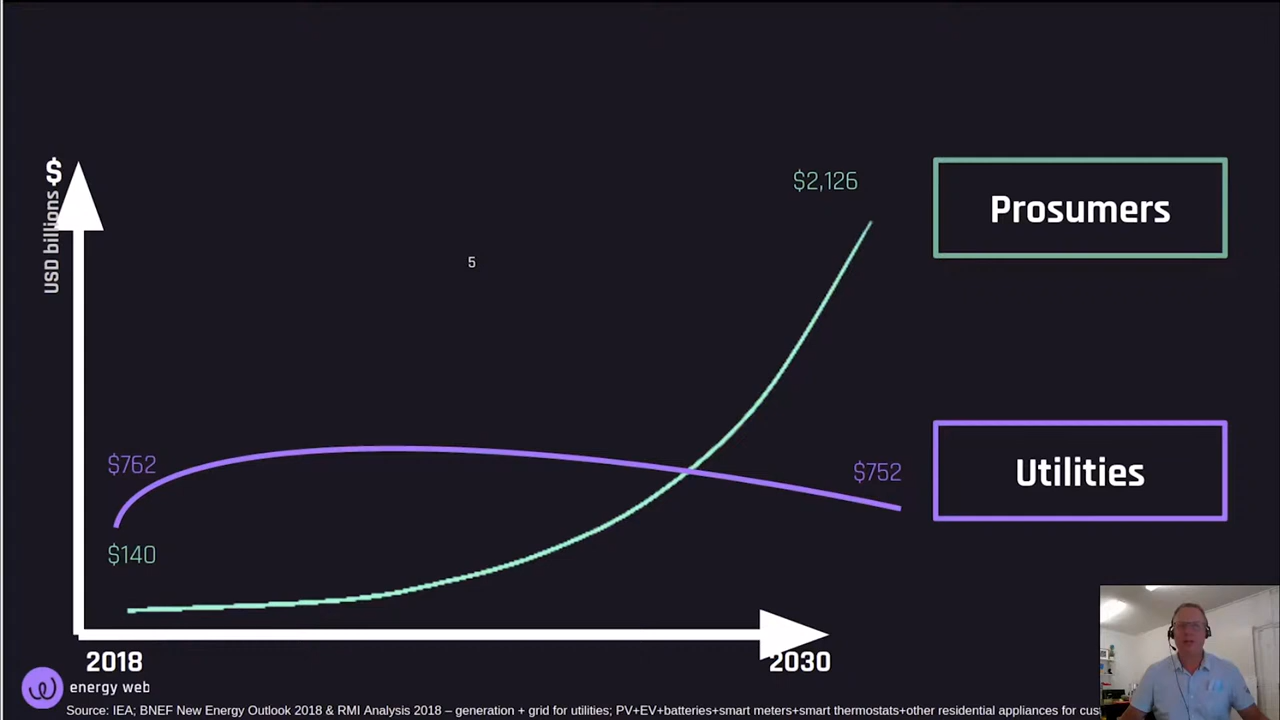 $
USD billions
$2,126
Prosumers
5
$762
$752
Utilities
$140
2018
2030
energy web
Source: IEA; BNEF New Energy Outlook 2018 & RMI Analysis 2018 – generation + grid for utilities; PV+EV+batteries+smart meters+smart thermostats+other residential appliances for